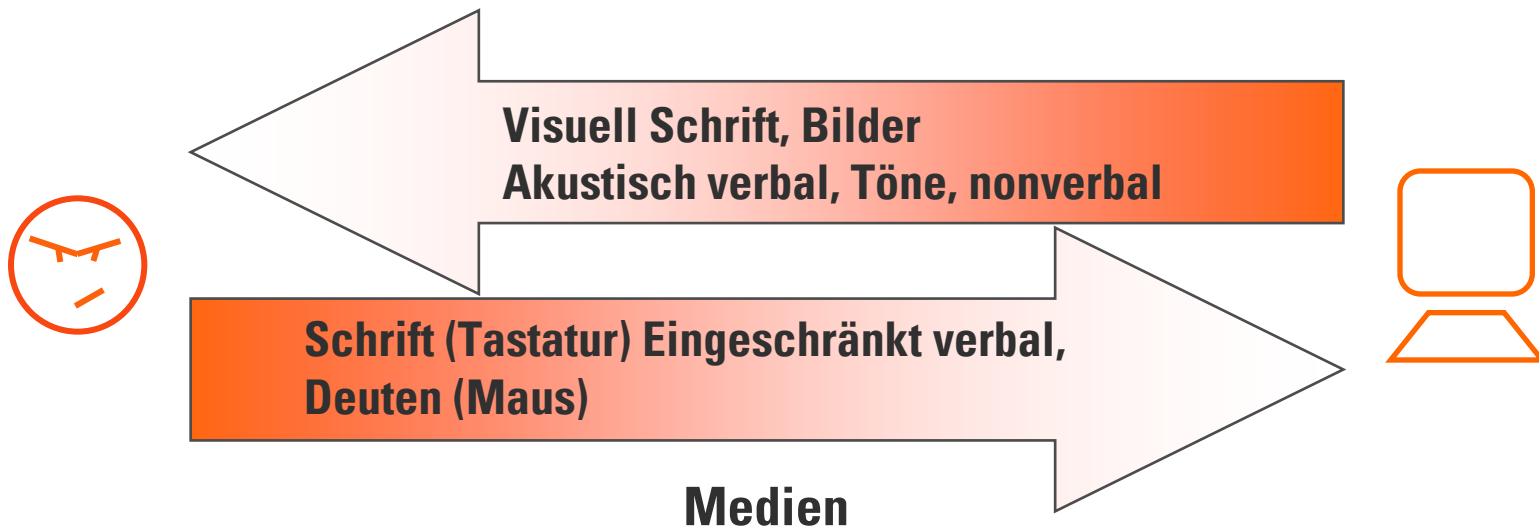 Visuell Schrift, Bilder
Akustisch verbal, Töne, nonverbal
Schrift (Tastatur) Eingeschränkt verbal,
Deuten (Maus)
Medien